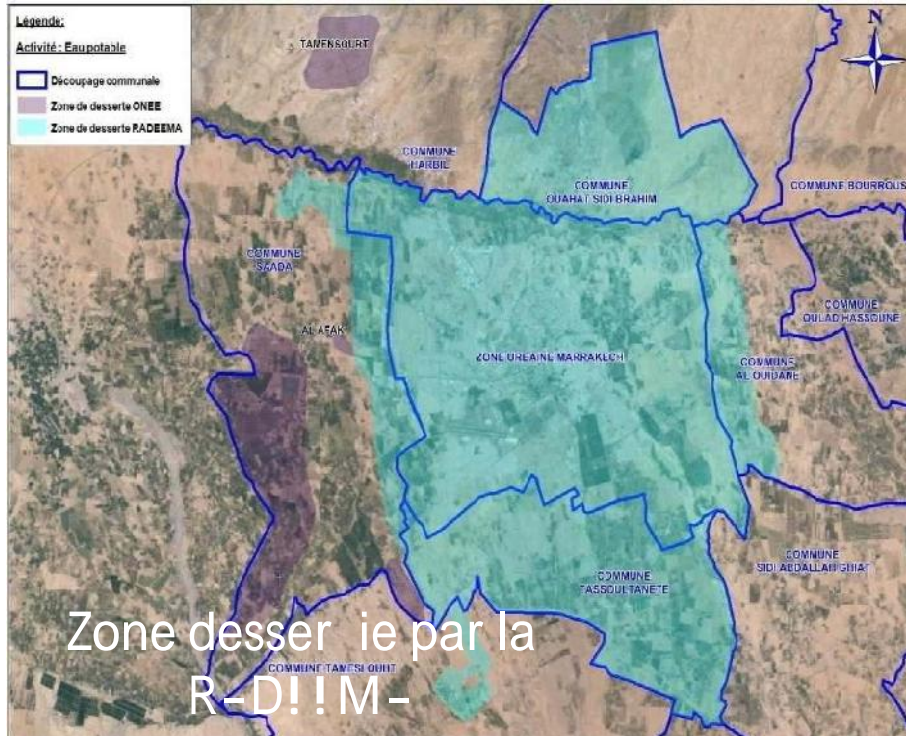 Légende:
Activité: Eaupotable
Découpage communale
Zone de desserte ONEE
Zone de desserte RADEEMA
TAMENSOURT
N
COMMUNE
HARBIL
COMMUNE
OUAHAT SIDI BRAHIM
COMMUNE BOURROUS
COMMUNE
SAADA
COMMUNE
OULAD HASSOUNE
AL AFAK
ZONE URBAINE MARRAKECH
COMMUNE
AL OUIDANE
COMMUNE
SIDI ABDALLAH GHIAT
COMMUNE
TASSOULTANETE
Zone desser ie par la
COMMUNE TAMESLOUHT
R-D!!M-